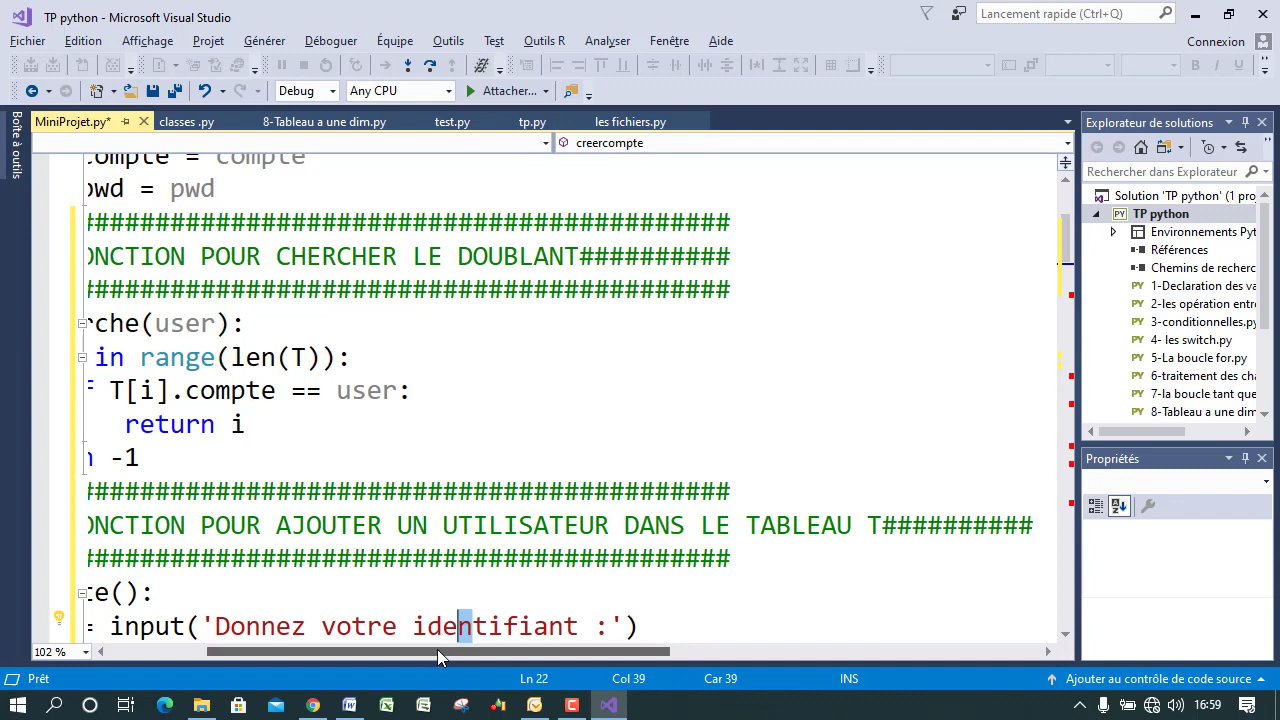 TP python - Microsoft Visual Studio
Lancement rapide (Ctrl+Q)
Fichier Edition Affichage Projet Générer Déboguer Équipe Outils Test Outils R Analyser Fenêtre Aide
Connexion
Debug Any CPU Attacher...
Boîte à outils
MiniProjet.py* classes .py 8-Tableau a une dim.py test.py tp.py les fichiers.py
creercompte
compte = compte
pwd = pwd
###########################################
ONCTION POUR CHERCHER LE DOUBLANT##########
###########################################
rche(user):
in range(len(T)):
f T[i].compte == user:
return i
n -1
###########################################
ONCTION POUR AJOUTER UN UTILISATEUR DANS LE TABLEAU T##########
###########################################
te():
= input('Donnez votre identifiant :')
102 %
Explorateur de solutions
Rechercher dans Explorateur
Solution 'TP python' (1 pro
TP python
Environnements Pyt
Références
Chemins de recherc
1-Declaration des va
2-les opération entre
3-conditionnelles.py
4- les switch.py
5-La boucle for.py
6-traitement des cha
7-la boucle tant que
8-Tableau a une dim
Propriétés
Prêt Ln 22 Col 39 Car 39 INS Ajouter au contrôle de code source
16:59